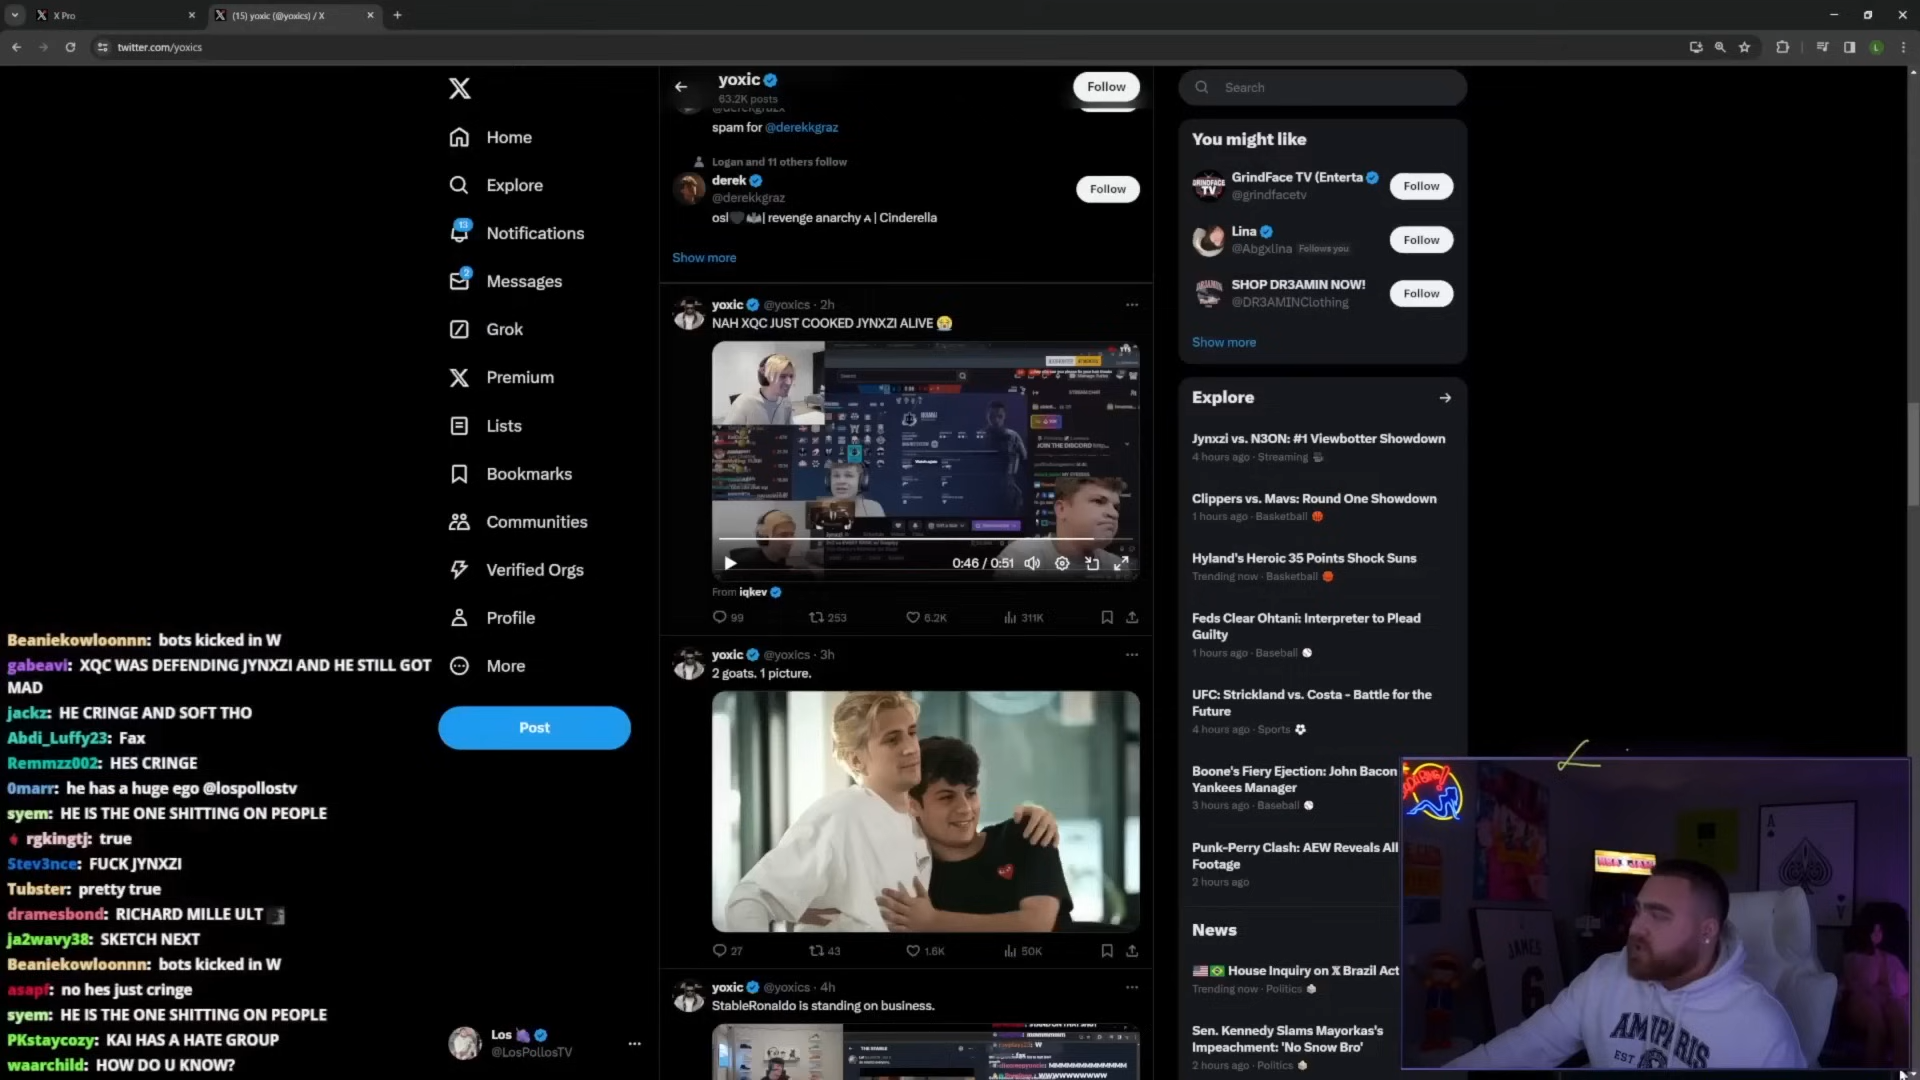 X Pro
(15) yoxic (@yoxics) / X
twitter.com/yoxics
Home
Explore
13
Notifications
2
Messages
Grok
Premium
Lists
Bookmarks
Communities
Verified Orgs
Profile
More
Post
Los
@LosPollosTV
yoxic
63.2K posts
Follow
spam for @derekkgraz
Logan and 11 others follow
derek
@derekkgraz
Follow
osl | revenge anarchy | Cinderella
Show more
yoxic @yoxics · 2h
NAH XQC JUST COOKED JYNXZI ALIVE 😭
0:46 / 0:51
From iqkev
99
253
6.2K
311K
yoxic @yoxics · 3h
2 goats. 1 picture.
27
43
1.6K
50K
yoxic @yoxics · 4h
StableRonaldo is standing on business.
Search
You might like
GrindFace TV (Enterta
@grindfacetv
Follow
Lina
@Abgxlina Follows you
Follow
SHOP DR3AMIN NOW!
@DR3AMINClothing
Follow
Show more
Explore
Jynxzi vs. N3ON: #1 Viewbotter Showdown
4 hours ago · Streaming
Clippers vs. Mavs: Round One Showdown
1 hours ago · Basketball
Hyland's Heroic 35 Points Shock Suns
Trending now · Basketball
Feds Clear Ohtani: Interpreter to Plead
Guilty
1 hours ago · Baseball
UFC: Strickland vs. Costa - Battle for the
Future
4 hours ago · Sports
Boone's Fiery Ejection: John Bacon
Yankees Manager
3 hours ago · Baseball
Punk-Perry Clash: AEW Reveals All
Footage
2 hours ago
News
🇺🇸🇧🇷 House Inquiry on X Brazil Act
Trending now · Politics
Sen. Kennedy Slams Mayorkas's
Impeachment: 'No Snow Bro'
2 hours ago · Politics
Beaniekowloonnn: bots kicked in W
gabeavi: XQC WAS DEFENDING JYNXZI AND HE STILL GOT
MAD
jackz: HE CRINGE AND SOFT THO
Abdi_Luffy23: Fax
Remmzz002: HES CRINGE
0marr: he has a huge ego @lospollostv
syem: HE IS THE ONE SHITTING ON PEOPLE
rgkingtj: true
Stev3nce: FUCK JYNXZI
Tubster: pretty true
dramesbond: RICHARD MILLE ULT
ja2wavy38: SKETCH NEXT
Beaniekowloonnn: bots kicked in W
asapf: no hes just cringe
syem: HE IS THE ONE SHITTING ON PEOPLE
PKstaycozy: KAI HAS A HATE GROUP
waarchild: HOW DO U KNOW?
JAMES
6
A
AMI PARIS
EST